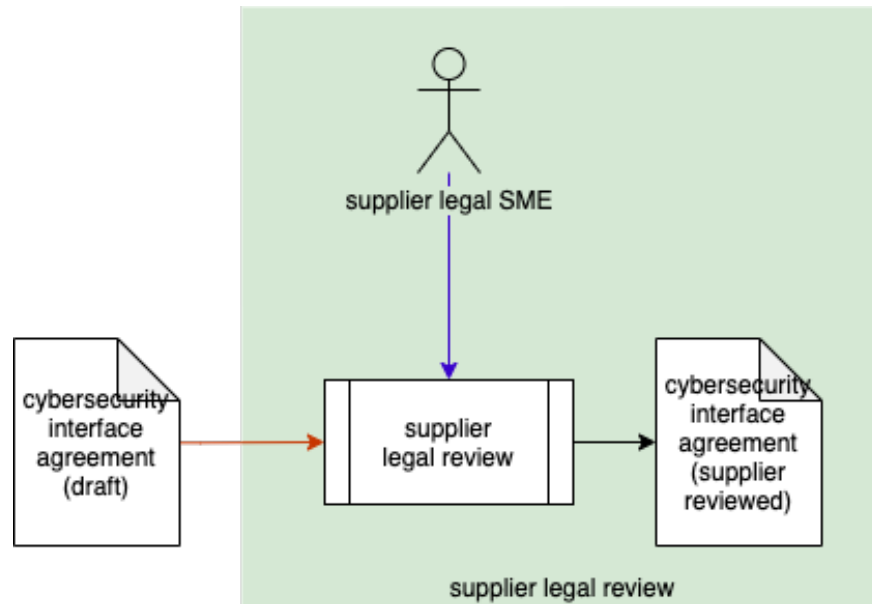 supplier legal SME
cybersecurity
interface
agreement
(draft)
supplier
legal review
cybersecurity
interface
agreement
(supplier
reviewed)
supplier legal review